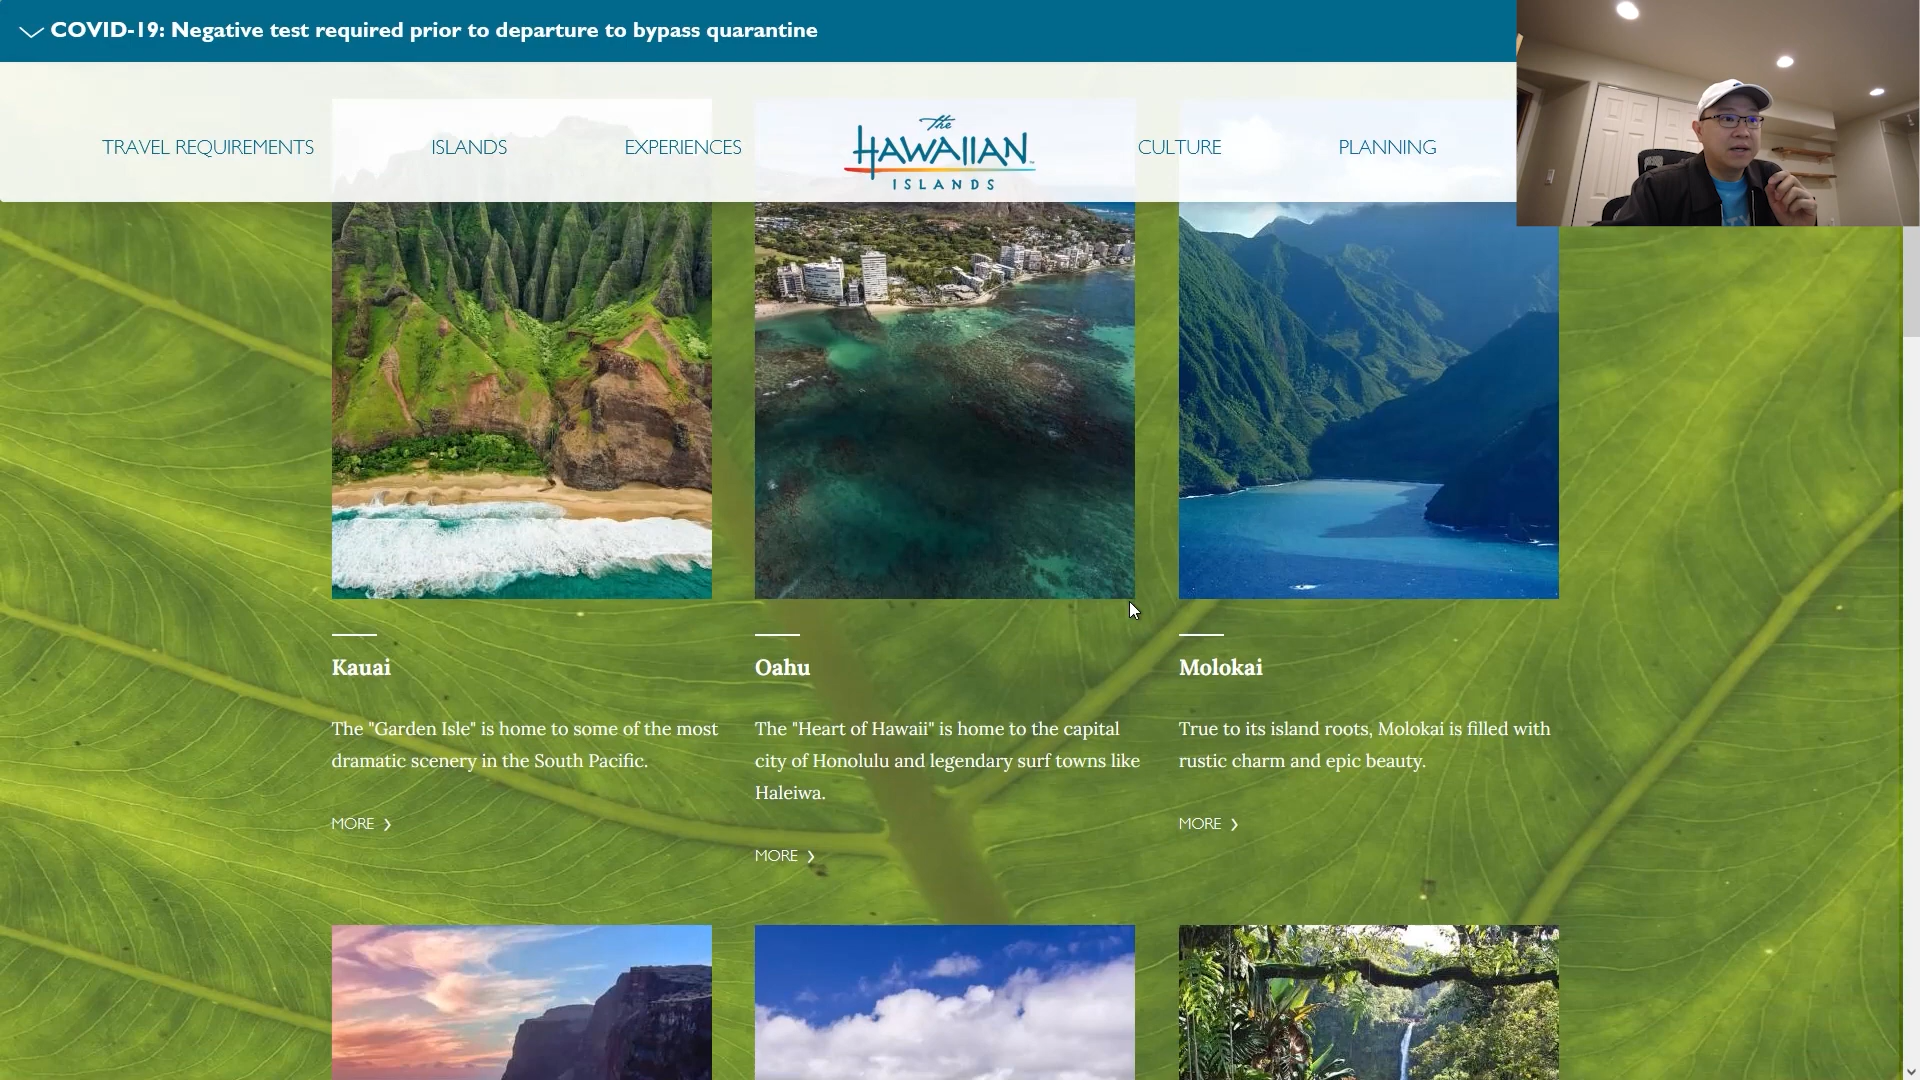 COVID-19: Negative test required prior to departure to bypass quarantine
TRAVEL REQUIREMENTS
ISLANDS
EXPERIENCES
The
HAWAIIAN
ISLANDS
CULTURE
PLANNING
Kauai
The "Garden Isle" is home to some of the most
dramatic scenery in the South Pacific.
MORE
Oahu
The "Heart of Hawaii" is home to the capital
city of Honolulu and legendary surf towns like
Haleiwa.
MORE
Molokai
True to its island roots, Molokai is filled with
rustic charm and epic beauty.
MORE